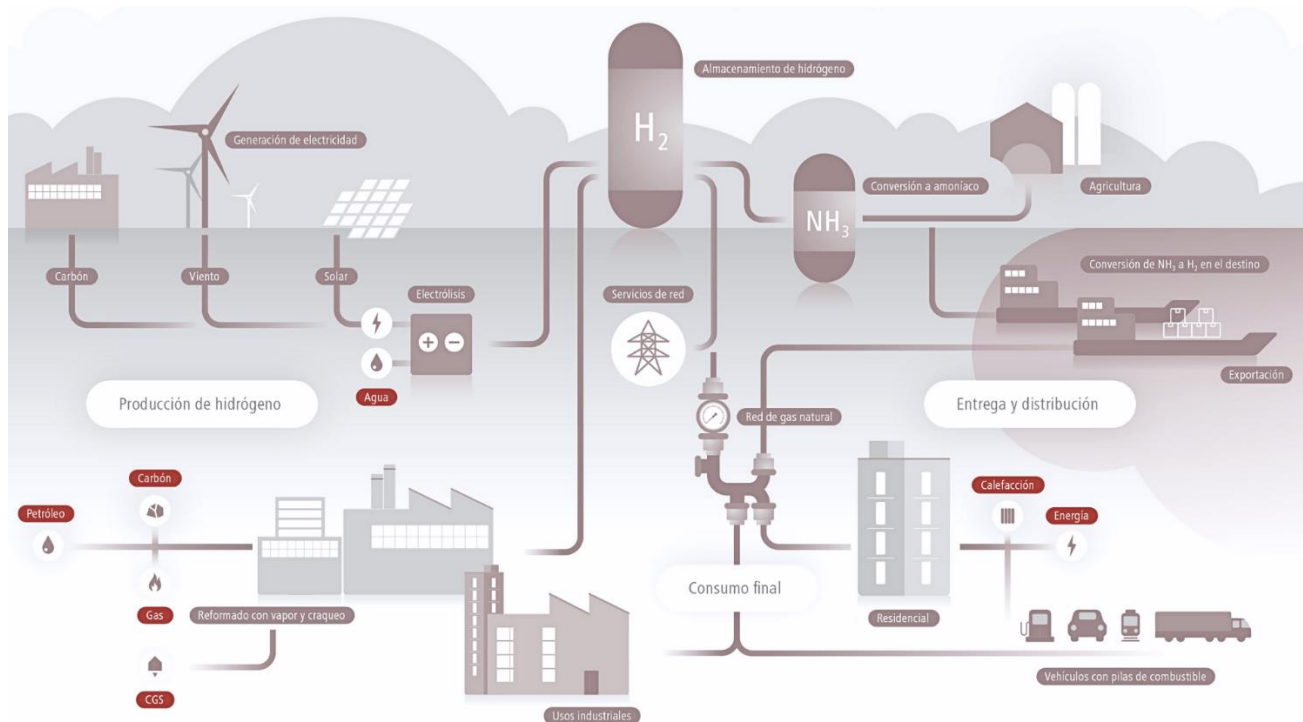 Almacenamiento de hidrógeno
H₂
Generación de electricidad
Conversión a amoníaco
NH₃
Agricultura
Carbón
Viento
Solar
Electrólisis
Servicios de red
Conversión de NH₃ a H₂ en el destino
Exportación
Agua
Producción de hidrógeno
Red de gas natural
Entrega y distribución
Carbón
Petróleo
Gas
Reformado con vapor y craqueo
CGS
Calefacción
Energía
Consumo final
Residencial
Vehículos con pilas de combustible
Usos industriales